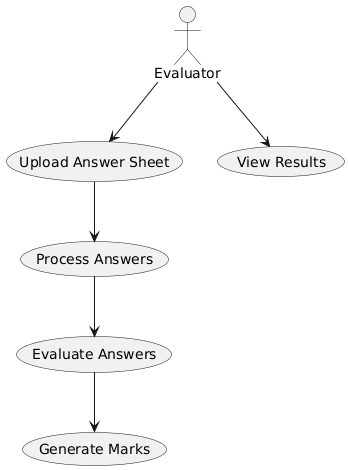 Evaluator
Upload Answer Sheet
View Results
Process Answers
Evaluate Answers
Generate Marks